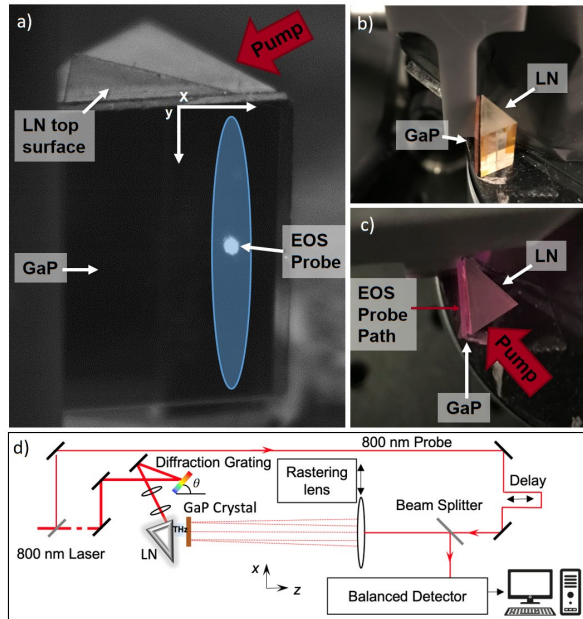 a)
Pump
LN top
surface
X
y
GaP
EOS
Probe
b)
LN
GaP
c)
LN
EOS
Probe
Path
Pump
GaP
d)
800 nm Probe
Diffraction Grating
θ
Rastering
lens
Delay
GaP Crystal
Beam Splitter
THz
800 nm Laser
LN
x
z
Balanced Detector